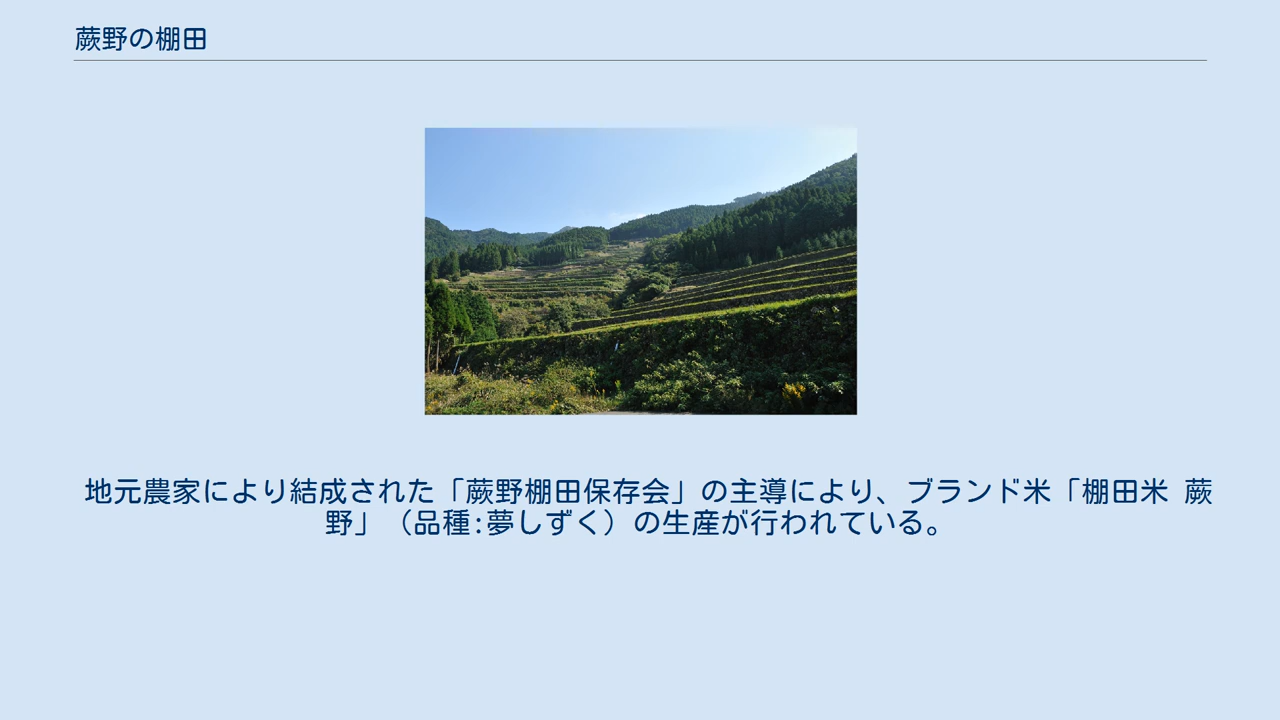 蕨野の棚田
地元農家により結成された「蕨野棚田保存会」の主導により、ブランド米「棚田米 蕨
野」（品種:夢しずく）の生産が行われている。